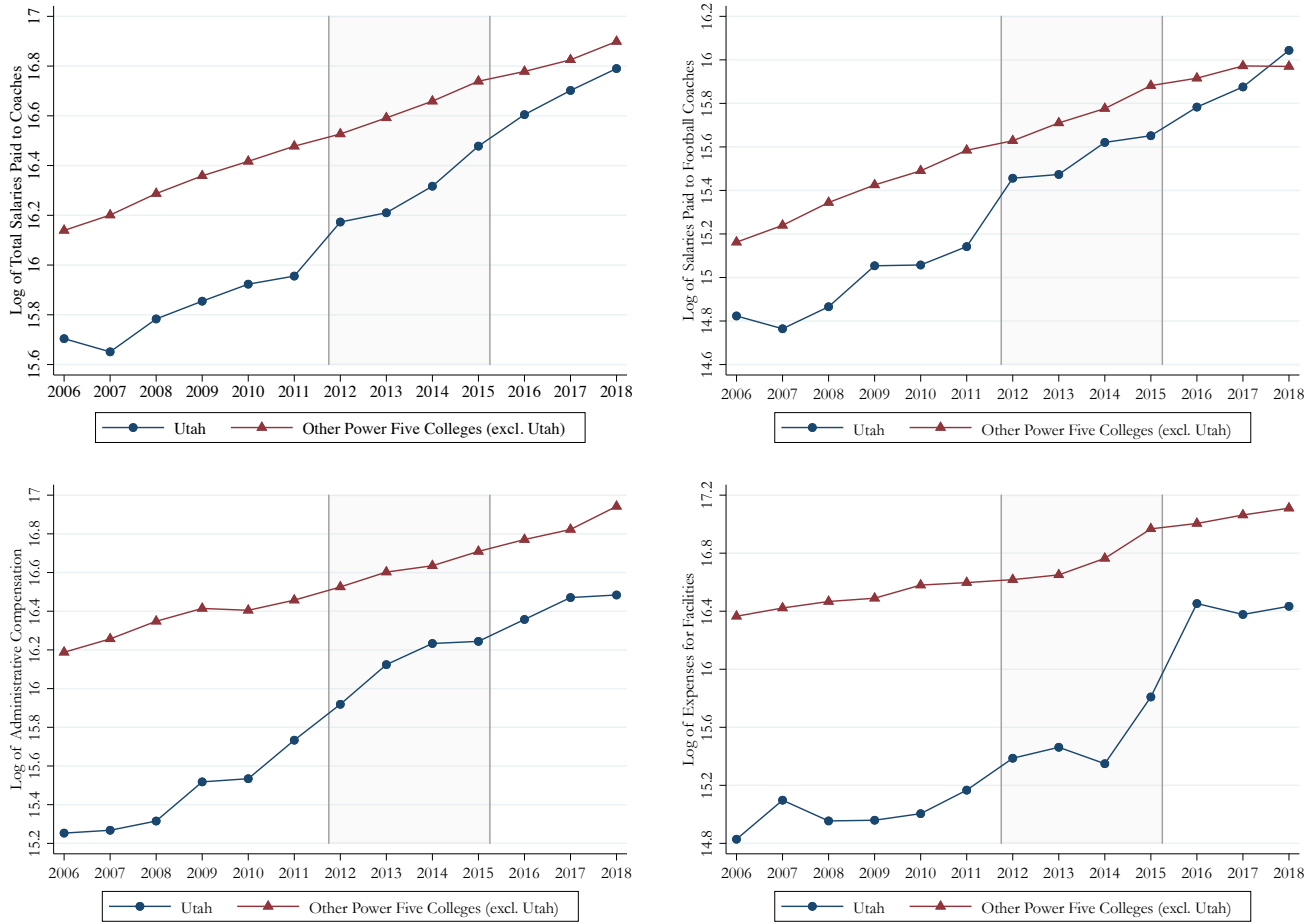 Log of Total Salaries Paid to Coaches
17
16.8
16.6
16.4
16.2
16
15.8
15.6
2006 2007 2008 2009 2010 2011 2012 2013 2014 2015 2016 2017 2018
Utah Other Power Five Colleges (excl. Utah)
Log of Salaries Paid to Football Coaches
16.2
16
15.8
15.6
15.4
15.2
15
14.8
14.6
2006 2007 2008 2009 2010 2011 2012 2013 2014 2015 2016 2017 2018
Utah Other Power Five Colleges (excl. Utah)
Log of Administrative Compensation
17
16.8
16.6
16.4
16.2
16
15.8
15.6
15.4
15.2
2006 2007 2008 2009 2010 2011 2012 2013 2014 2015 2016 2017 2018
Utah Other Power Five Colleges (excl. Utah)
Log of Expenses for Facilities
17.2
16.8
16.4
16
15.6
15.2
14.8
2006 2007 2008 2009 2010 2011 2012 2013 2014 2015 2016 2017 2018
Utah Other Power Five Colleges (excl. Utah)